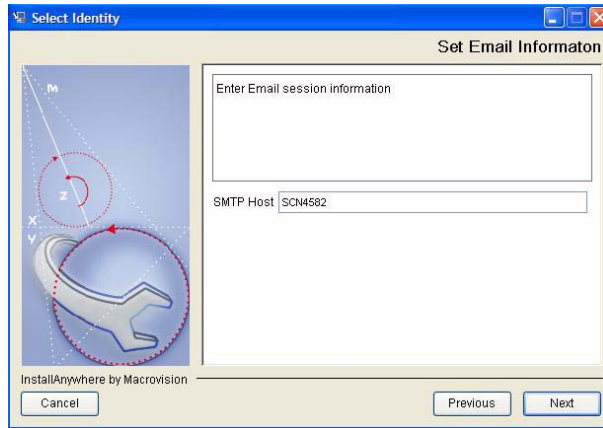 Select Identity
Set Email Informaton
M
Z
X
Y
Enter Email session information
SMTP Host SCN4582
InstallAnywhere by Macrovision
Cancel
Previous
Next